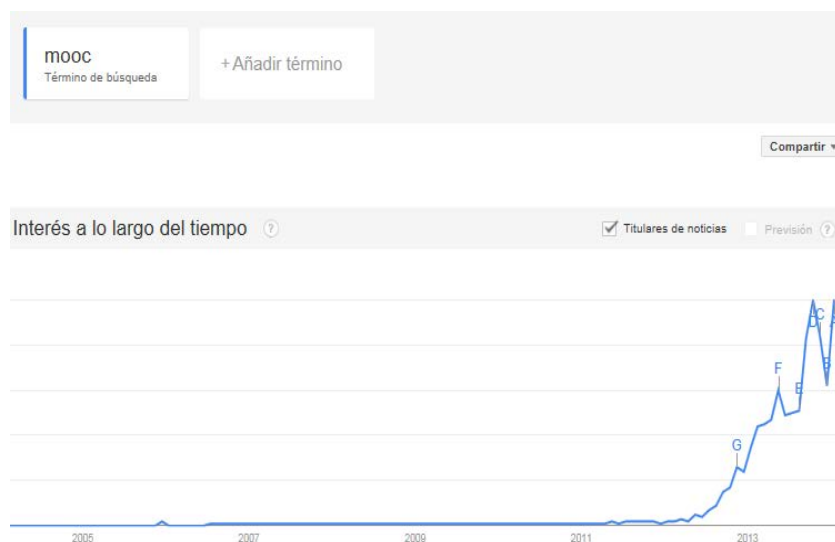 mooc
Término de búsqueda
+Añadir término
Compartir
Interés a lo largo del tiempo ?
Titulares de noticias
Previsión ?
C
D
B
F
E
G
2005 2007 2009 2011 2013